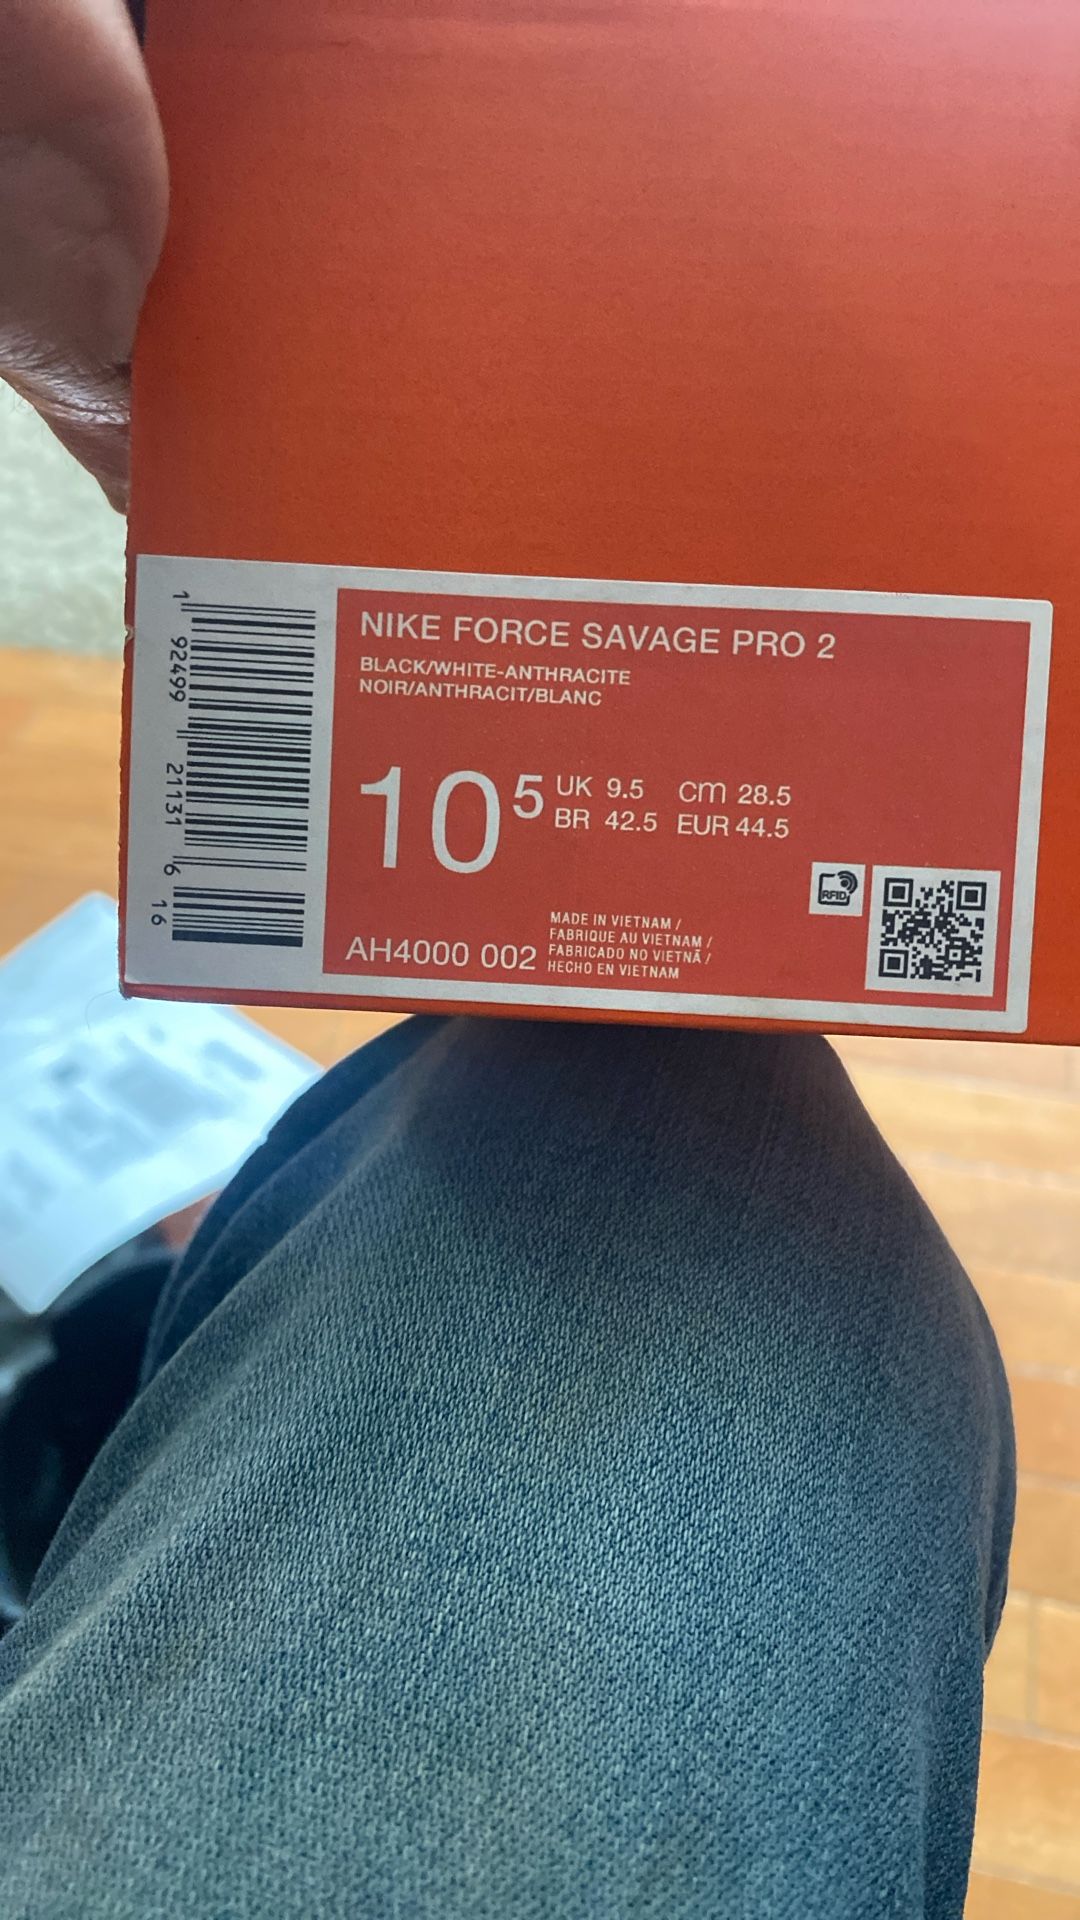 NIKE FORCE SAVAGE PRO 2
BLACK/WHITE-ANTHRACITE
NOIR/ANTHRACIT/BLANC
10 5
UK 9.5 cm 28.5
BR 42.5 EUR 44.5
RFID
AH4000 002
MADE IN VIETNAM /
FABRIQUE AU VIETNAM /
FABRICADO NO VIETNÃ /
HECHO EN VIETNAM
1 92499 21131 6 16